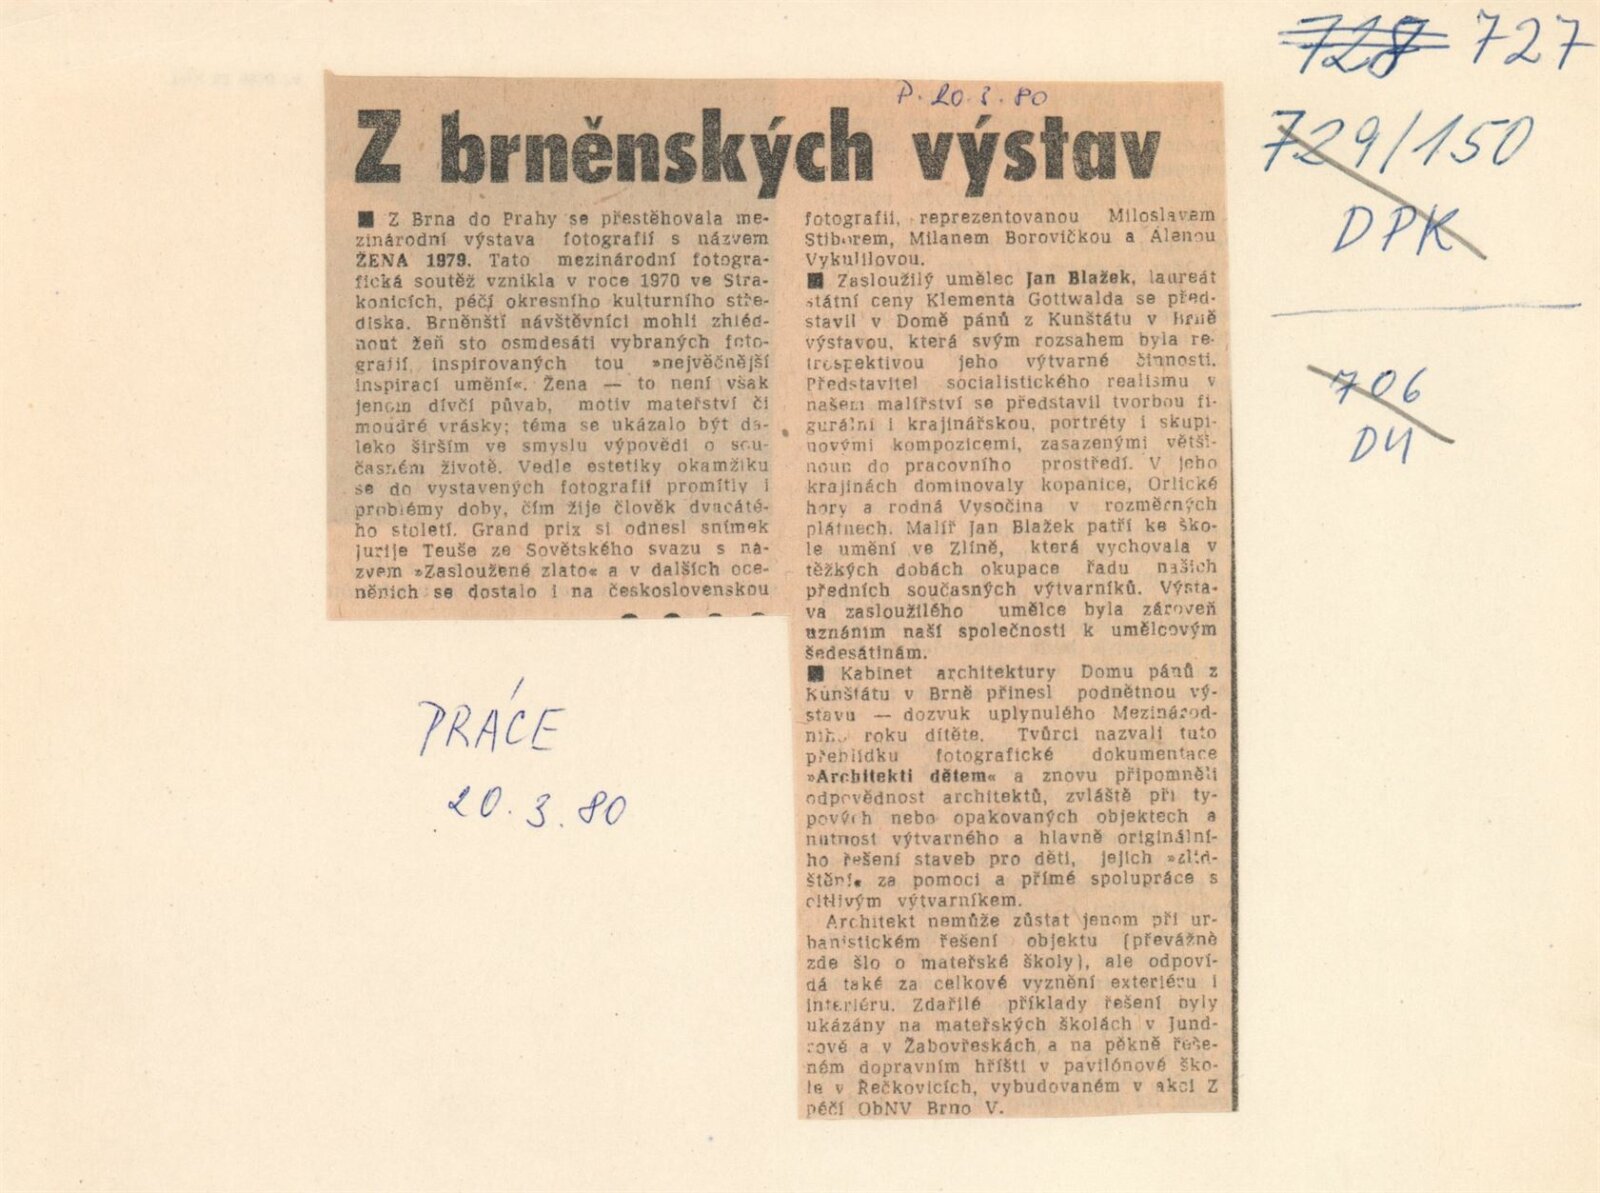 728 727
729/150
DPK
706
DU
P. 20.3.80
Z brněnských výstav
■ Z Brna do Prahy se přestěhovala me-
zinárodní výstava fotografií s názvem
ŽENA 1979. Tato mezinárodní fotogra-
fická soutěž vznikla v roce 1970 ve Stra-
konicích, péčí okresního kulturního stře-
diska. Brněnští návštěvníci mohli zhléd-
nout žeň sto osmdesáti vybraných foto-
grafií, inspirovaných tou »nejvěčnější
inspirací umění«. Žena — to není však
jenom dívčí půvab, motiv mateřství či
moudré vrásky; téma se ukázalo být da-
leko širším ve smyslu výpovědi o sou-
časném životě. Vedle estetiky okamžiku
se do vystavených fotografií promítly i
problémy doby, čím žije člověk dvacáté-
ho století. Grand prix si odnesl snímek
Jurije Teuše ze Sovětského svazu s ná-
zvem »Zasloužené zlato« a v dalších oce-
něních se dostalo i na československou
fotografii, reprezentovanou Miloslavem
Stiborem, Milanem Borovičkou a Alenou
Vykulilovou.
■ Zasloužilý umělec Jan Blažek, laureát
státní ceny Klementa Gottwalda se před-
stavil v Domě pánů z Kunštátu v Brně
výstavou, která svým rozsahem byla re-
trospektivou jeho výtvarné činnosti.
Představitel socialistického realismu v
našem malířství se představil tvorbou fi-
gurální i krajinářskou, portréty i skupi-
novými kompozicemi, zasazenými větši-
nou do pracovního prostředí. V jeho
krajinách dominovaly kopanice, Orlické
hory a rodná Vysočina v rozměrných
plátnech. Malíř Jan Blažek patří ke ško-
le umění ve Zlíně, která vychovala v
těžkých dobách okupace řadu našich
předních současných výtvarníků. Výsta-
va zasloužilého umělce byla zároveň
uznáním naší společnosti k umělcovým
šedesátinám.
■ Kabinet architektury Domu pánů z
Kunštátu v Brně přinesl podnětnou vý-
stavu — dozvuk uplynulého Mezinárod-
ního roku dítěte. Tvůrci nazvali tuto
přehlídku fotografické dokumentace
»Architekti dětem« a znovu připomněli
odpovědnost architektů, zvláště při ty-
pových nebo opakovaných objektech a
nutnost výtvarného a hlavně originální-
ho řešení staveb pro děti, jejich »zlid-
štění« za pomoci a přímé spolupráce s
citlivým výtvarníkem.
Architekt nemůže zůstat jenom při ur-
banistickém řešení objektu (převážně
zde šlo o mateřské školy), ale odpoví-
dá také za celkové vyznění exteriéru i
interiéru. Zdařilé příklady řešení byly
ukázány na mateřských školách v Jund-
rově a v Žabovřeskách a na pěkně řeše-
ném dopravním hřišti v pavilónové ško-
le v Řečkovicích, vybudovaném v akci Z
péčí ObNV Brno V.
PRÁCE
20.3.80